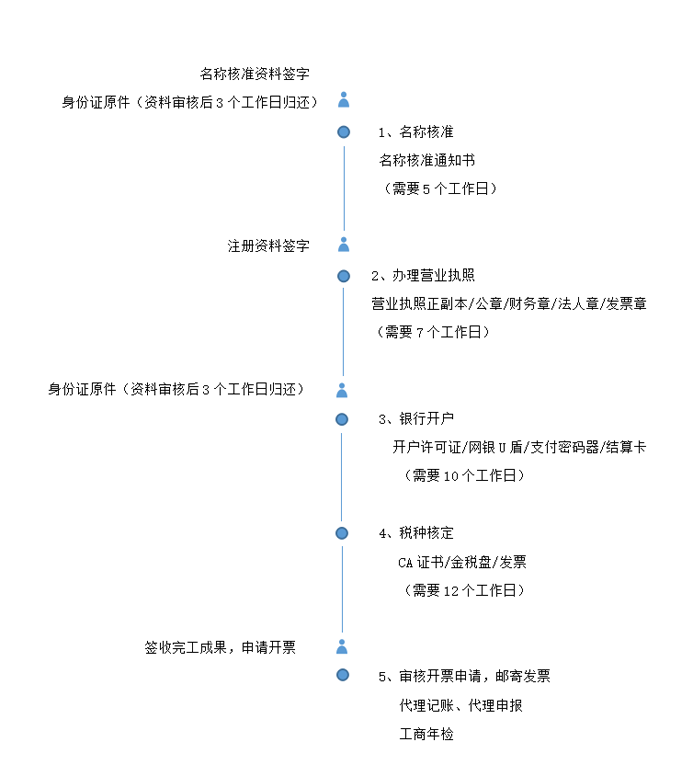 名称核准资料签字
身份证原件（资料审核后3个工作日归还）
1、名称核准
名称核准通知书
（需要5个工作日）
注册资料签字
2、办理营业执照
营业执照正副本/公章/财务章/法人章/发票章
（需要7个工作日）
身份证原件（资料审核后3个工作日归还）
3、银行开户
开户许可证/网银U盾/支付密码器/结算卡
（需要10个工作日）
4、税种核定
CA证书/金税盘/发票
（需要12个工作日）
签收完工成果，申请开票
5、审核开票申请，邮寄发票
代理记账、代理申报
工商年检